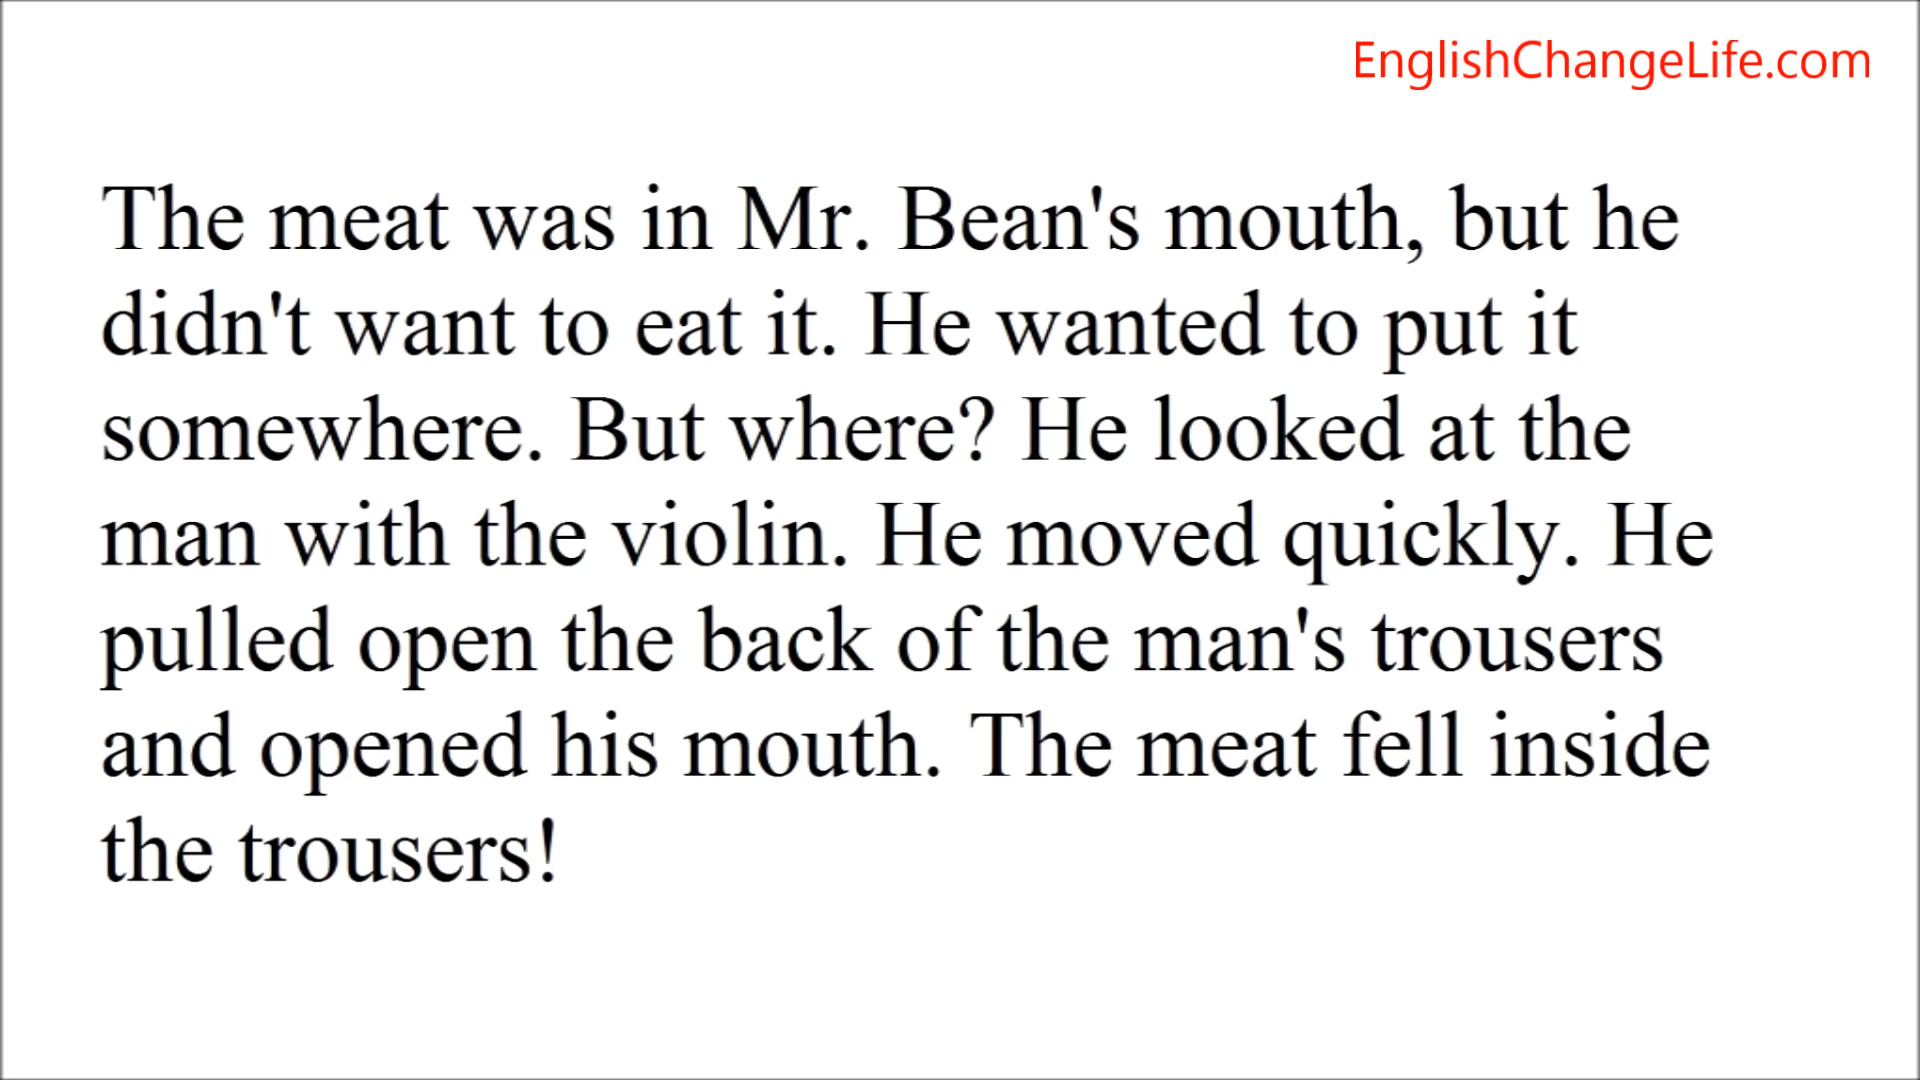 EnglishChangeLife.com
The meat was in Mr. Bean's mouth, but he
didn't want to eat it. He wanted to put it
somewhere. But where? He looked at the
man with the violin. He moved quickly. He
pulled open the back of the man's trousers
and opened his mouth. The meat fell inside
the trousers!